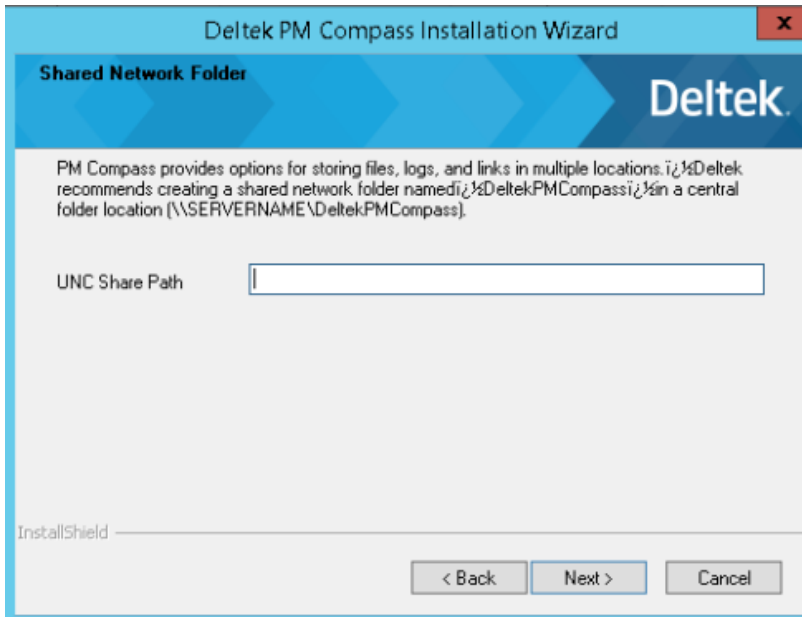 Deltek PM Compass Installation Wizard
x
Shared Network Folder
Deltek.
PM Compass provides options for storing files, logs, and links in multiple locations.ï¿½Deltek
recommends creating a shared network folder namedï¿½DeltekPMCompassï¿½in a central
folder location (\\SERVERNAME\DeltekPMCompass).
UNC Share Path
InstallShield
< Back
Next >
Cancel